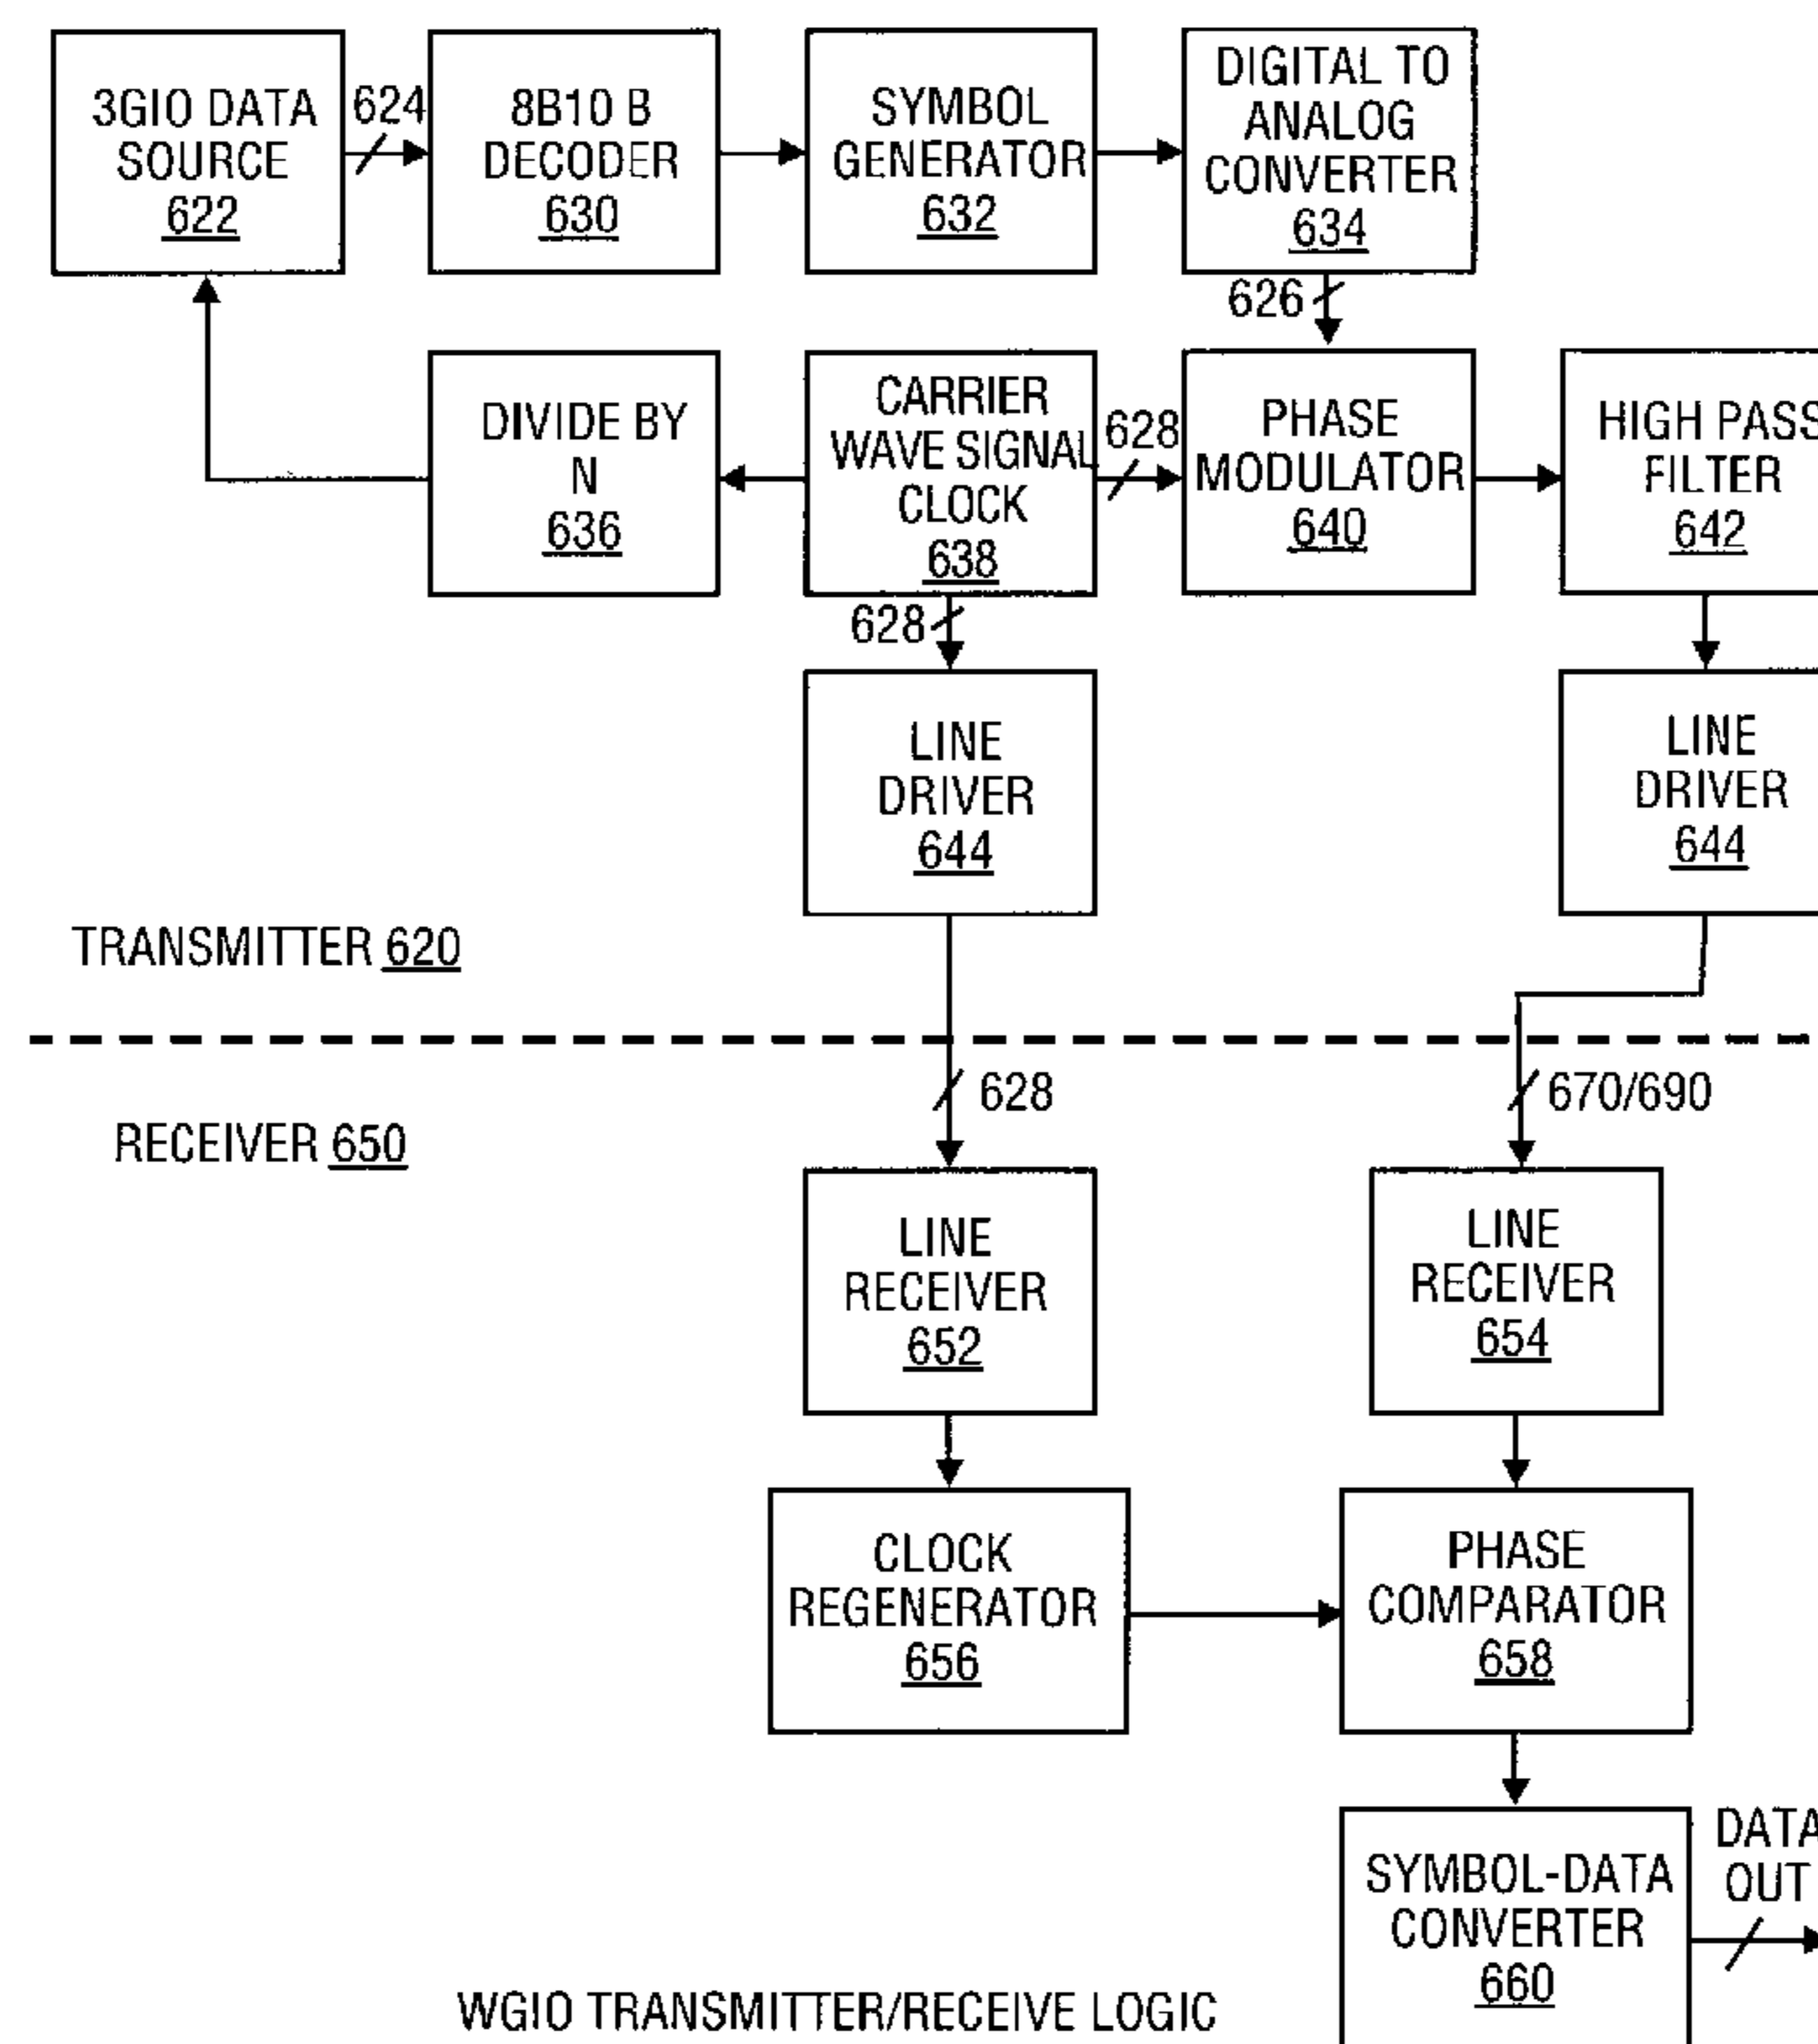 3GIO DATA
SOURCE
622
624
8B10 B
DECODER
630
SYMBOL
GENERATOR
632
DIGITAL TO
ANALOG
CONVERTER
634
626
DIVIDE BY
N
636
CARRIER
WAVE SIGNAL
CLOCK
638
628
PHASE
MODULATOR
640
HIGH PASS
FILTER
642
628
LINE
DRIVER
644
LINE
DRIVER
644
TRANSMITTER 620
628
670/690
RECEIVER 650
LINE
RECEIVER
652
LINE
RECEIVER
654
CLOCK
REGENERATOR
656
PHASE
COMPARATOR
658
SYMBOL-DATA
CONVERTER
660
DATA
OUT
WGIO TRANSMITTER/RECEIVE LOGIC